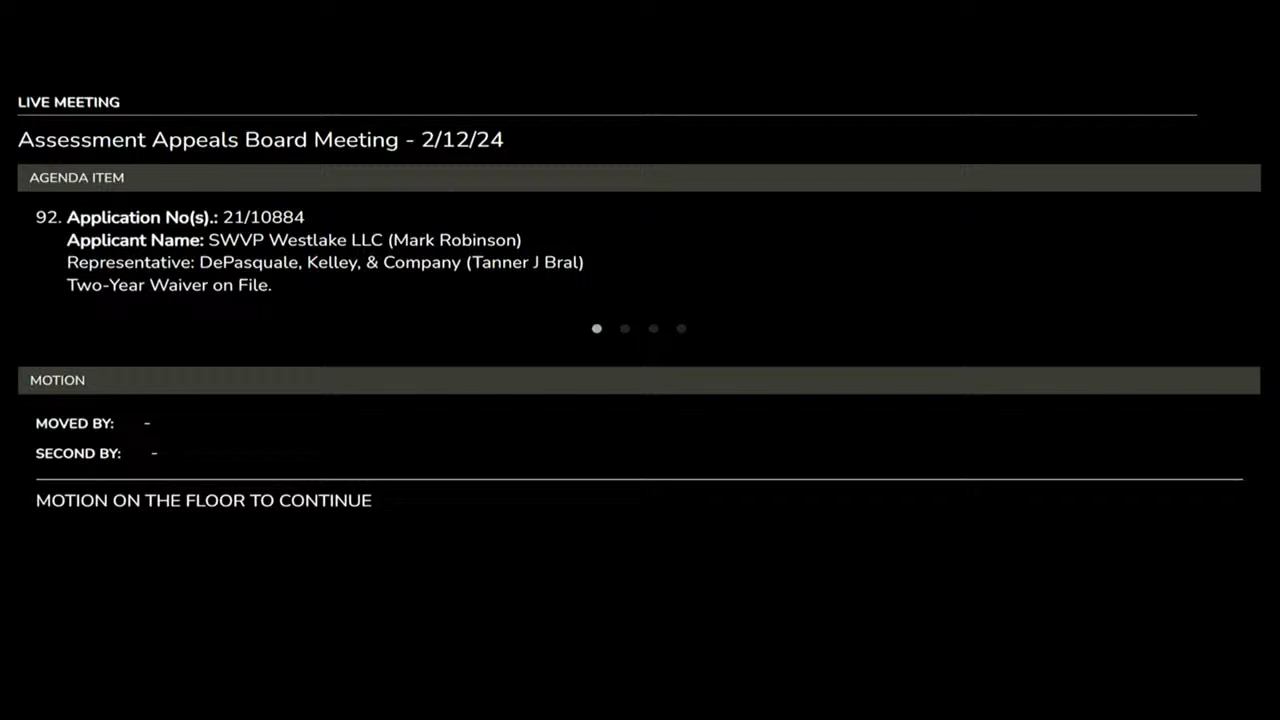 LIVE MEETING
Assessment Appeals Board Meeting - 2/12/24
AGENDA ITEM
92. Application No(s).: 21/10884
Applicant Name: SWVP Westlake LLC (Mark Robinson)
Representative: DePasquale, Kelley, & Company (Tanner J Bral)
Two-Year Waiver on File.
MOTION
MOVED BY: -
SECOND BY: -
MOTION ON THE FLOOR TO CONTINUE